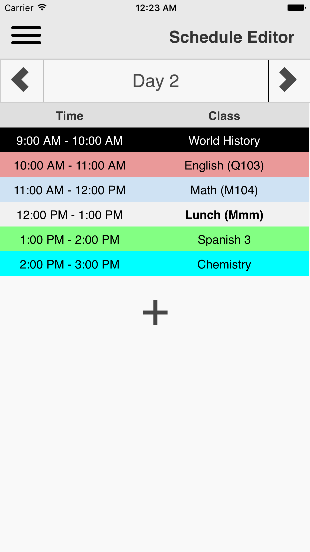 Carrier 12:23 AM
Schedule Editor
Day 2
Time Class
9:00 AM - 10:00 AM World History
10:00 AM - 11:00 AM English (Q103)
11:00 AM - 12:00 PM Math (M104)
12:00 PM - 1:00 PM Lunch (Mmm)
1:00 PM - 2:00 PM Spanish 3
2:00 PM - 3:00 PM Chemistry